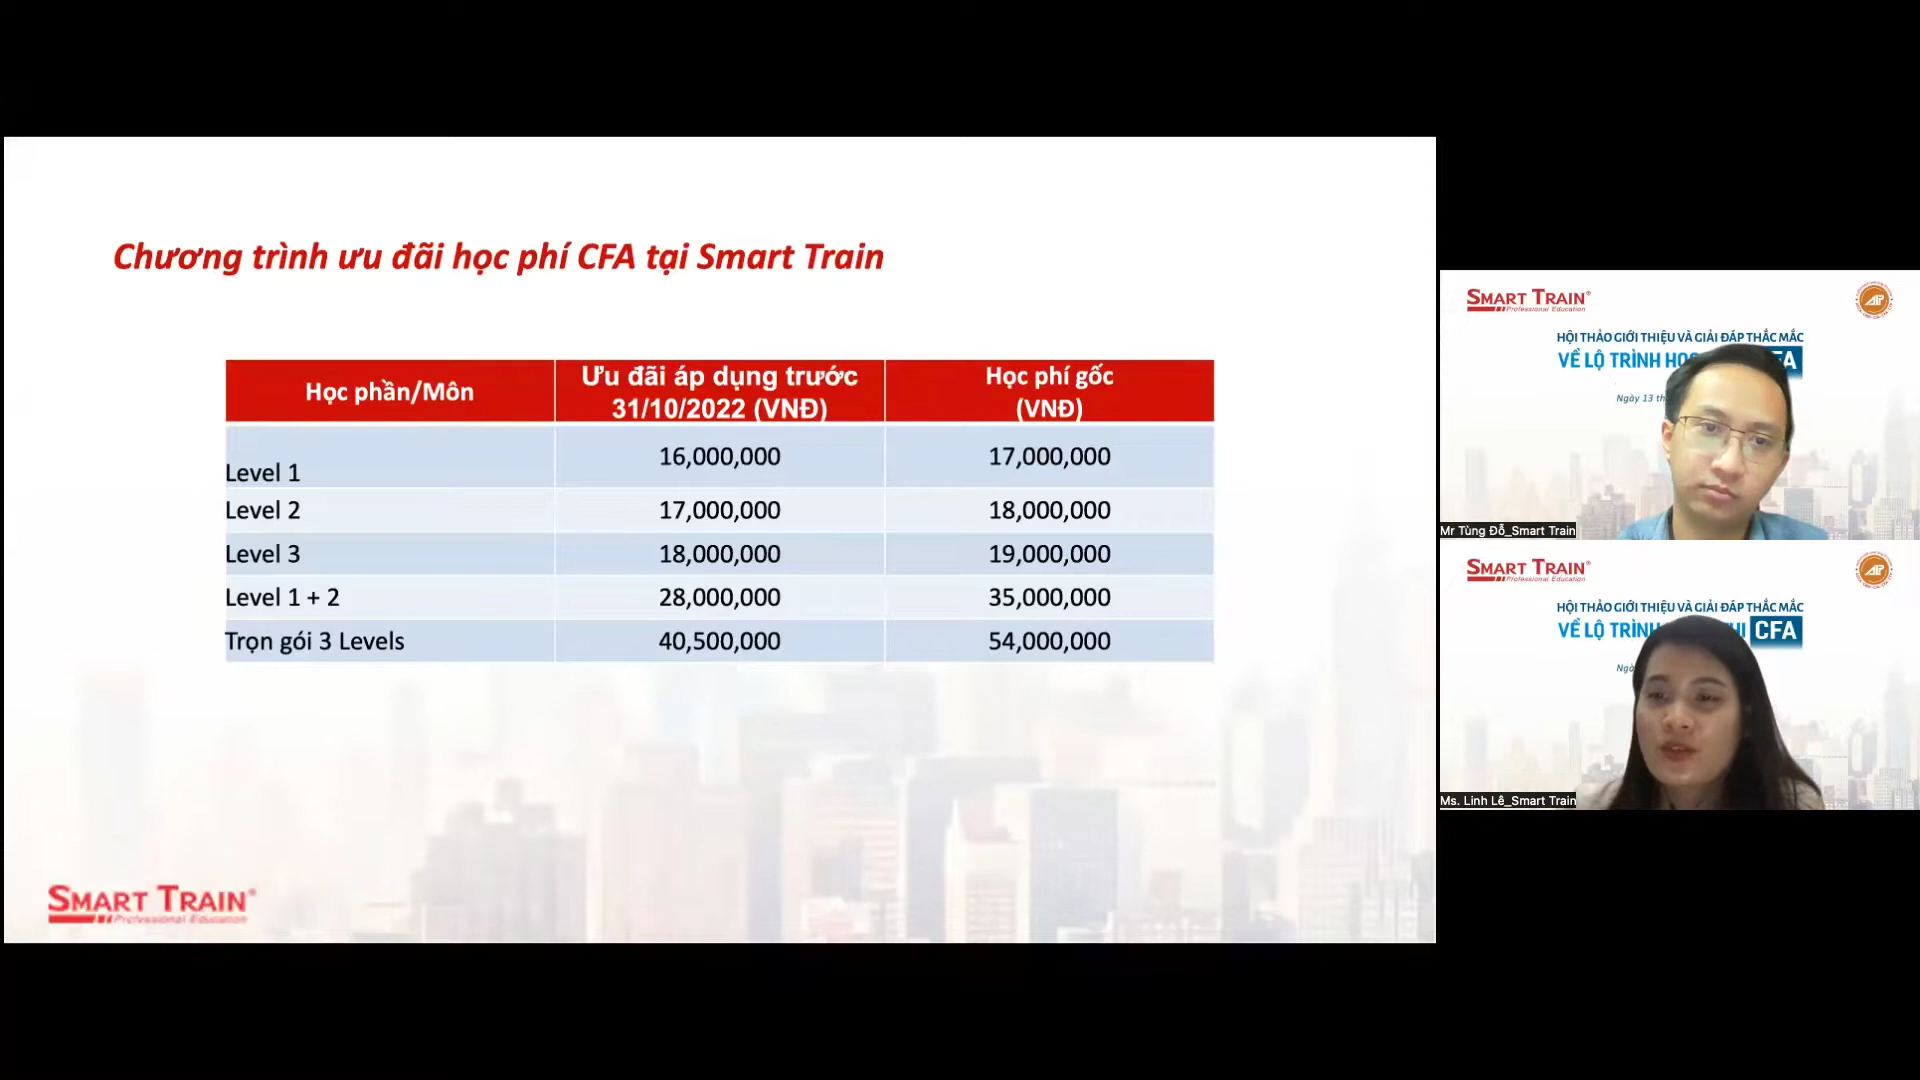 Chương trình ưu đãi học phí CFA tại Smart Train
Học phần/Môn
Ưu đãi áp dụng trước
31/10/2022 (VNĐ)
Học phí gốc
(VNĐ)
Level 1
16,000,000
17,000,000
Level 2
17,000,000
18,000,000
Level 3
18,000,000
19,000,000
Level 1 + 2
28,000,000
35,000,000
Trọn gói 3 Levels
40,500,000
54,000,000
SMART TRAIN®
Professional Education
SMART TRAIN®
Professional Education
HỘI THẢO GIỚI THIỆU VÀ GIẢI ĐÁP THẮC MẮC
VỀ LỘ TRÌNH
Ngày 13
Mr Tùng Đỗ_Smart Train
SMART TRAIN®
Professional Education
HỘI THẢO GIỚI THIỆU VÀ GIẢI ĐÁP THẮC MẮC
VỀ LỘ CFA
Ms. Linh Lê_Smart Train